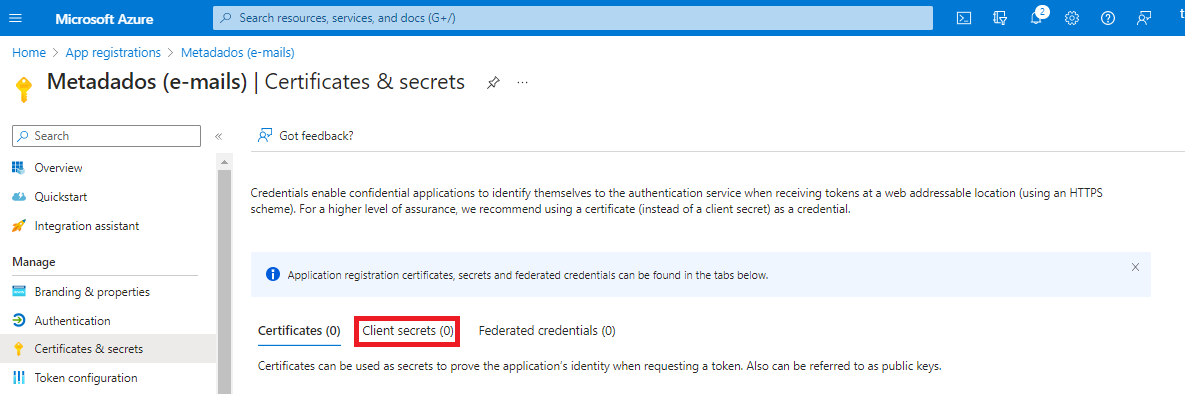 Microsoft Azure
Search resources, services, and docs (G+/)
2
Home > App registrations > Metadados (e-mails)
Metadados (e-mails) | Certificates & secrets
Search
Got feedback?
Overview
Quickstart
Integration assistant
Manage
Branding & properties
Authentication
Certificates & secrets
Token configuration
Credentials enable confidential applications to identify themselves to the authentication service when receiving tokens at a web addressable location (using an HTTPS
scheme). For a higher level of assurance, we recommend using a certificate (instead of a client secret) as a credential.
Application registration certificates, secrets and federated credentials can be found in the tabs below.
Certificates (0) Client secrets (0) Federated credentials (0)
Certificates can be used as secrets to prove the application's identity when requesting a token. Also can be referred to as public keys.